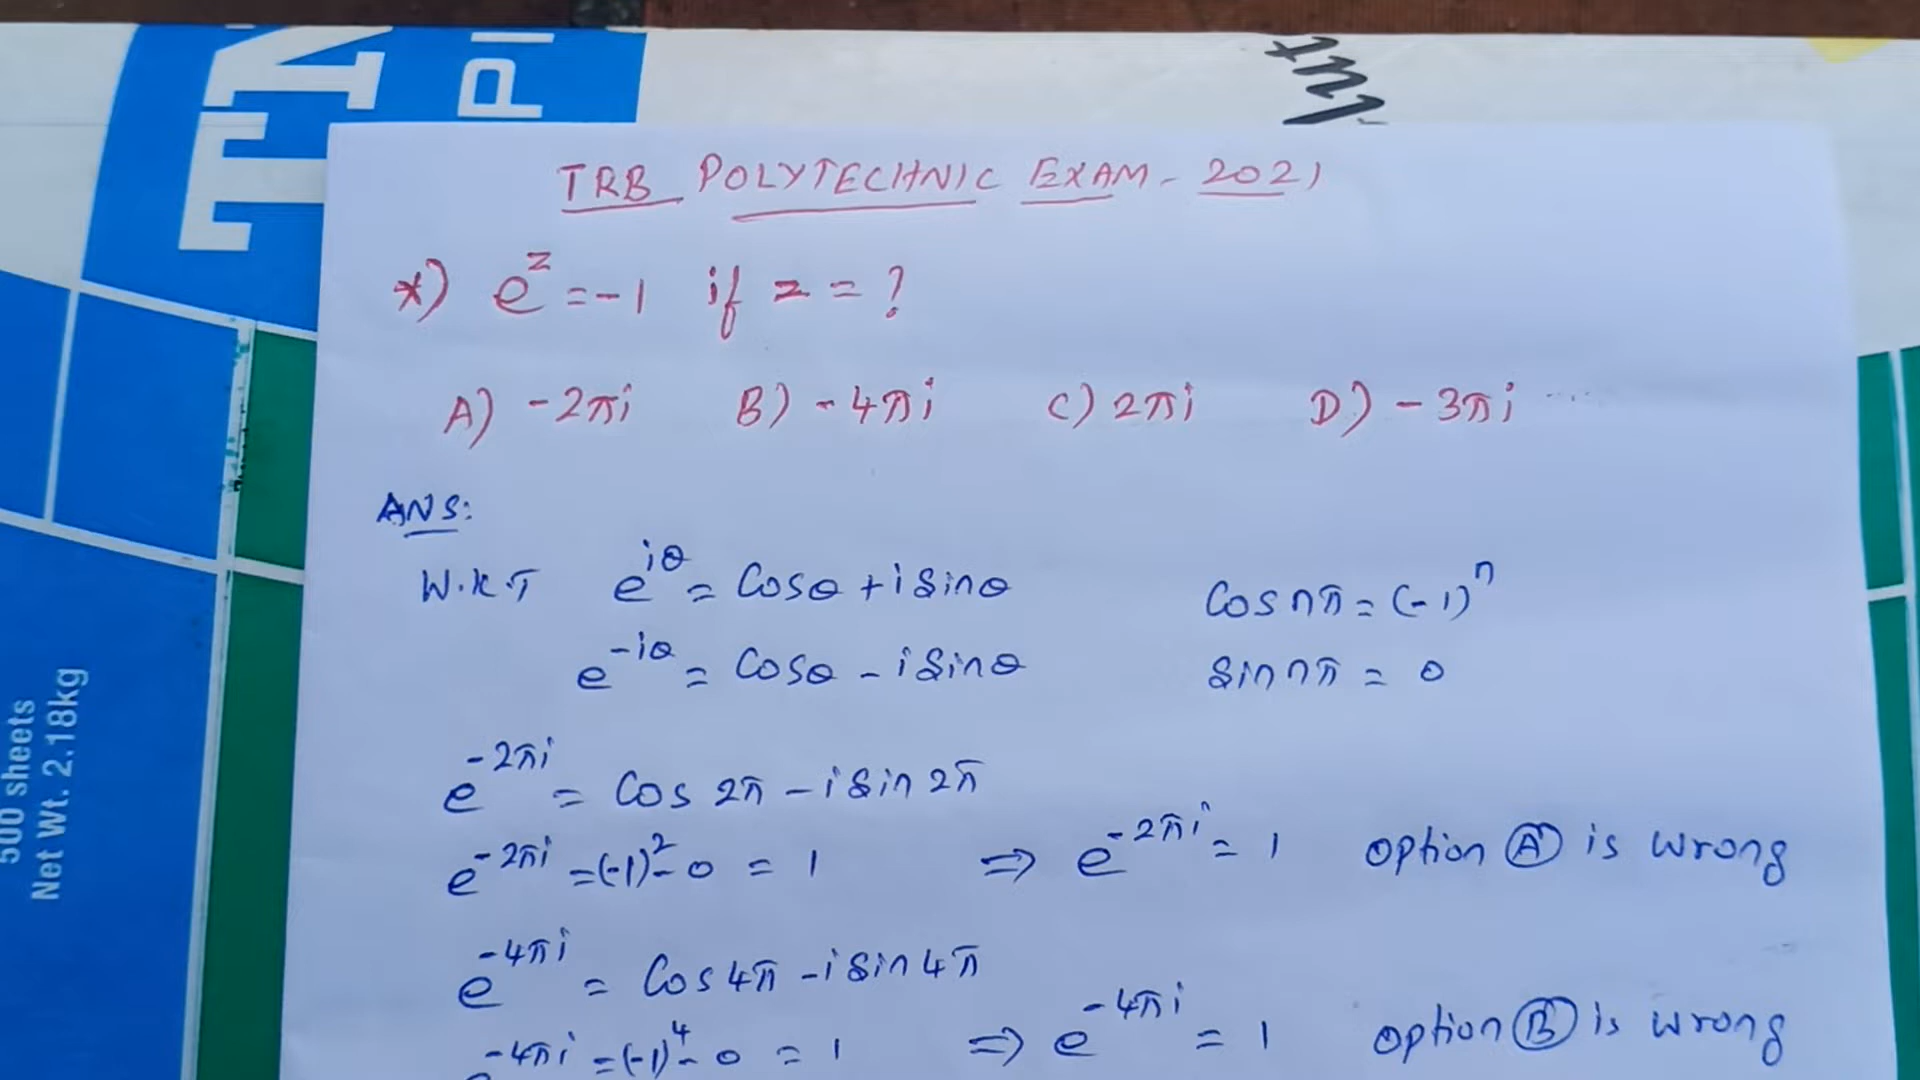 PI
TRB POLYTECHNIC EXAM - 2021
*) e^z = -1 if z = ?
A) -2πi B) -4πi C) 2πi D) -3πi
ANS:
W.K.T e^{iθ} = Cosθ + i sinθ Cos nπ = (-1)^n
e^{-iθ} = Cosθ - i sinθ sin nπ = 0
e^{-2πi} = Cos 2π - i sin 2π
e^{-2πi} = (-1)^2 - 0 = 1 ⇒ e^{-2πi} = 1 option Ⓐ is wrong
e^{-4πi} = Cos 4π - i sin 4π
e^{-4πi} = (-1)^4 - 0 = 1 ⇒ e^{-4πi} = 1 option Ⓑ is wrong
500 sheets
Net Wt. 2.18kg